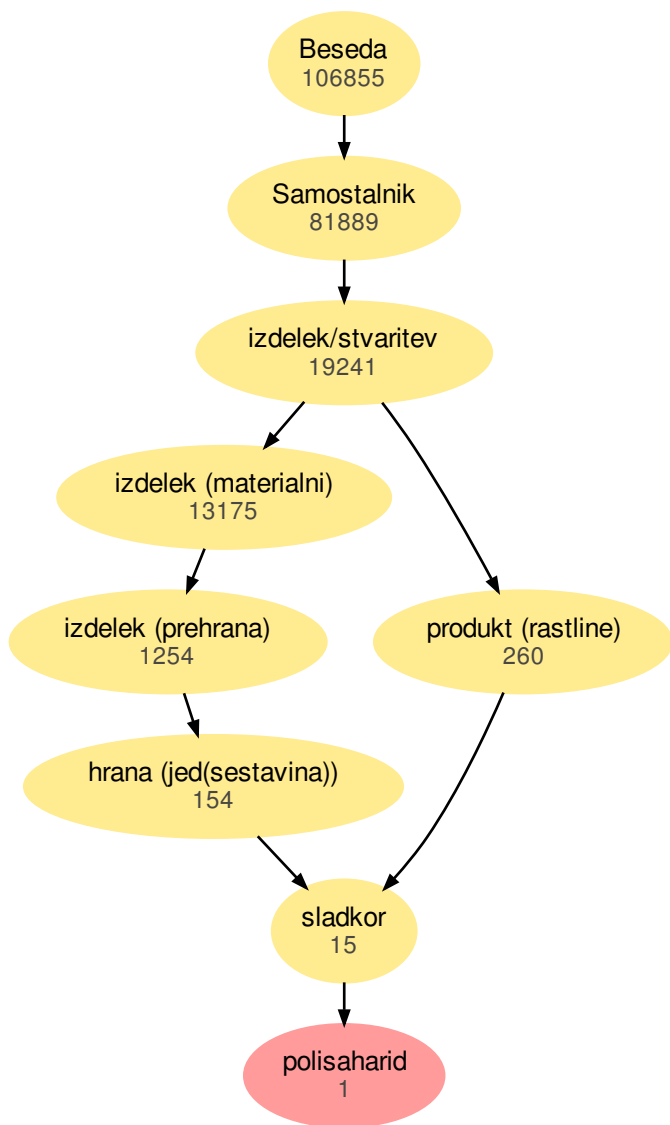 Beseda
106855
Samostalnik
81889
izdelek/stvaritev
19241
izdelek (materialni)
13175
izdelek (prehrana)
1254
produkt (rastline)
260
hrana (jed(sestavina))
154
sladkor
15
polisaharid
1